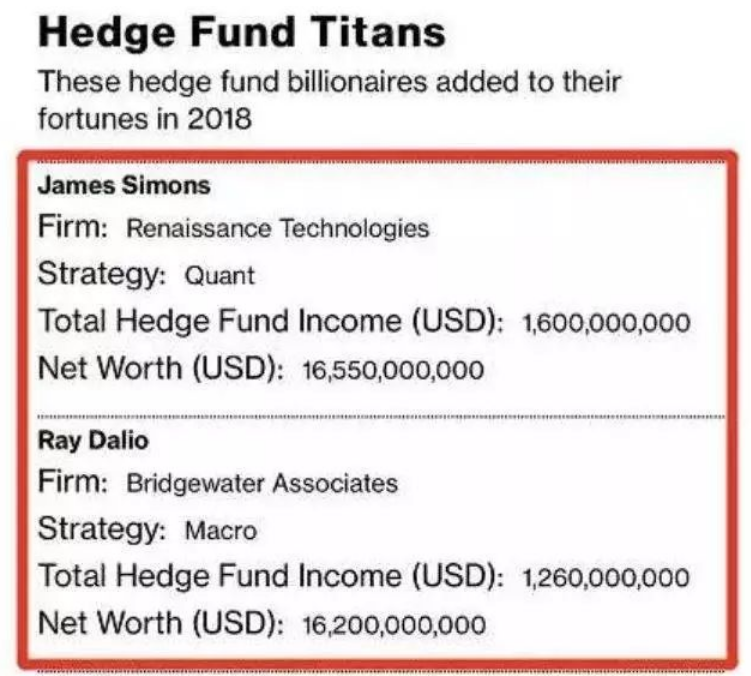 Hedge Fund Titans
These hedge fund billionaires added to their
fortunes in 2018
James Simons
Firm: Renaissance Technologies
Strategy: Quant
Total Hedge Fund Income (USD): 1,600,000,000
Net Worth (USD): 16,550,000,000
Ray Dalio
Firm: Bridgewater Associates
Strategy: Macro
Total Hedge Fund Income (USD): 1,260,000,000
Net Worth (USD): 16,200,000,000